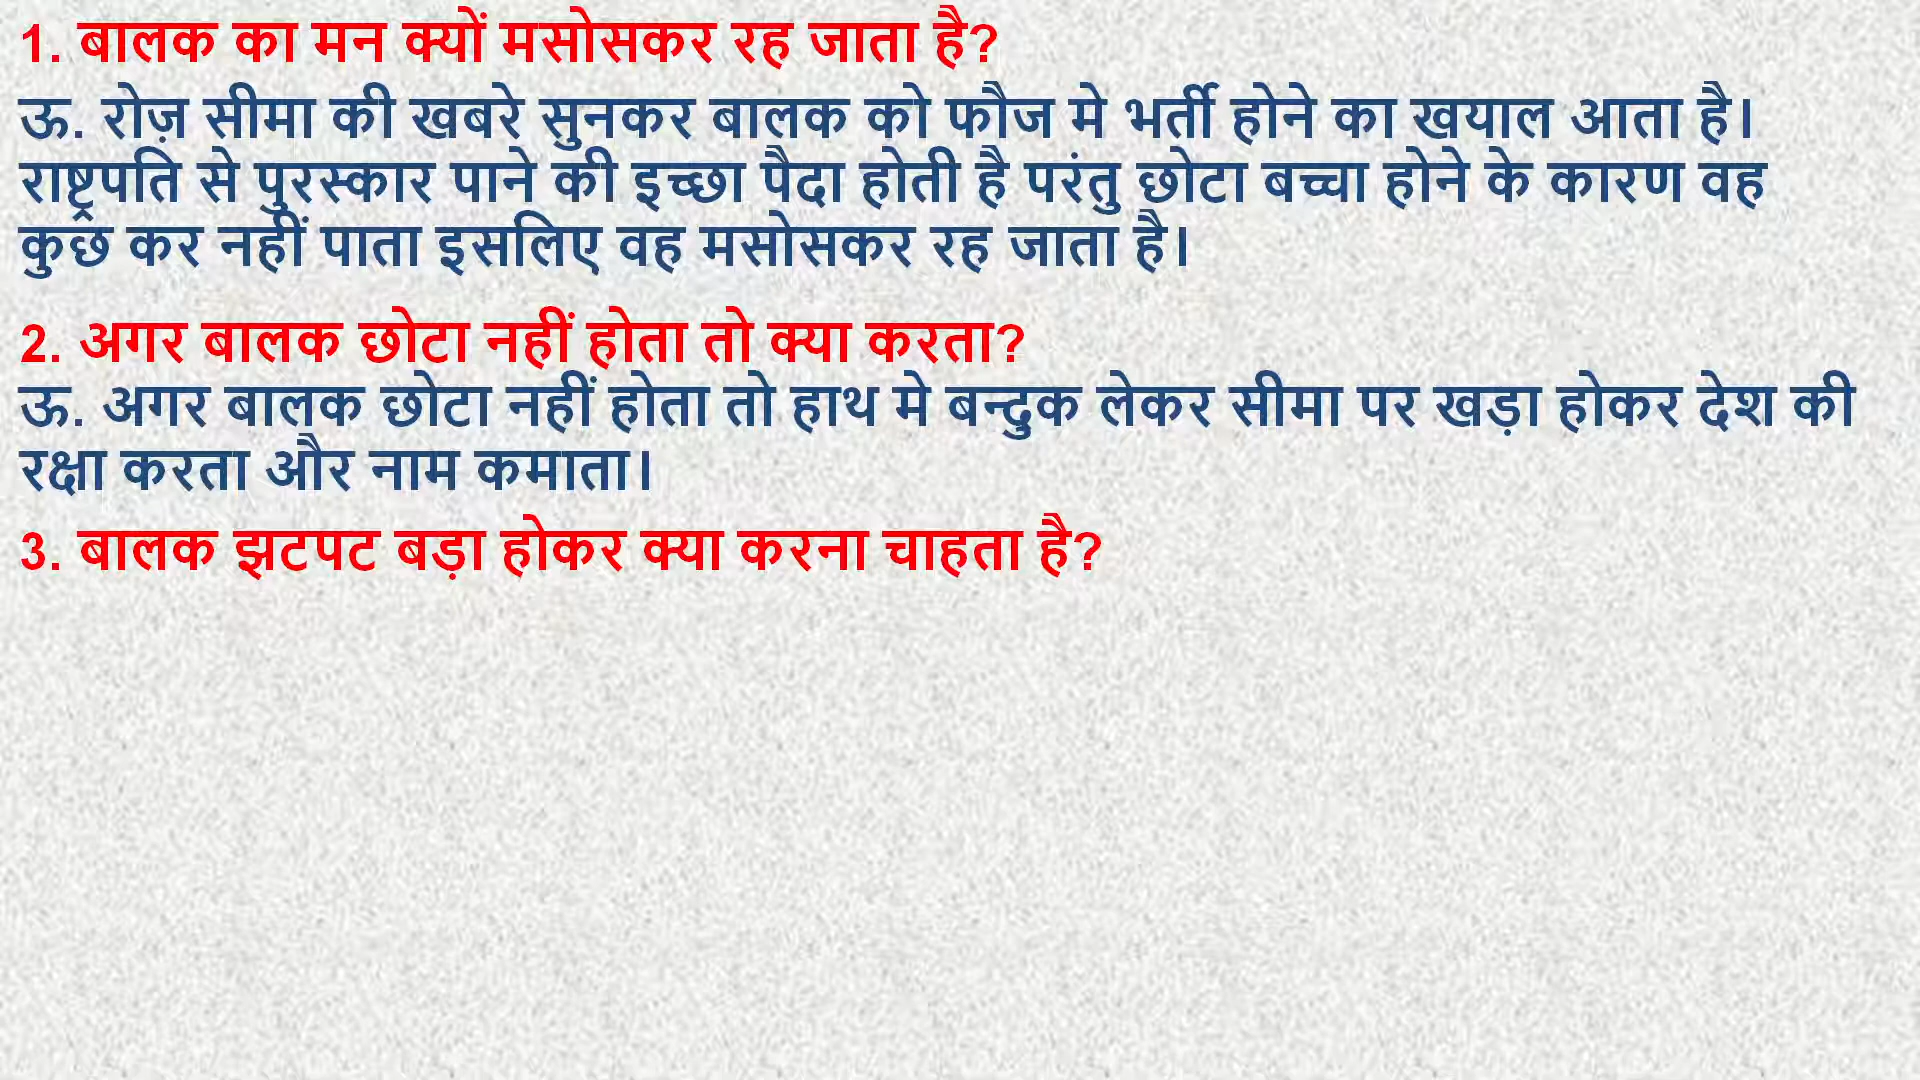 1. बालक का मन क्यों मसोसकर रह जाता है?
ऊ. रोज़ सीमा की खबरे सुनकर बालक को फौज मे भर्ती होने का खयाल आता है।
राष्ट्रपति से पुरस्कार पाने की इच्छा पैदा होती है परंतु छोटा बच्चा होने के कारण वह
कुछ कर नहीं पाता इसलिए वह मसोसकर रह जाता है।
2. अगर बालक छोटा नहीं होता तो क्या करता?
ऊ. अगर बालक छोटा नहीं होता तो हाथ मे बन्दुक लेकर सीमा पर खड़ा होकर देश की
रक्षा करता और नाम कमाता।
3. बालक झटपट बड़ा होकर क्या करना चाहता है?